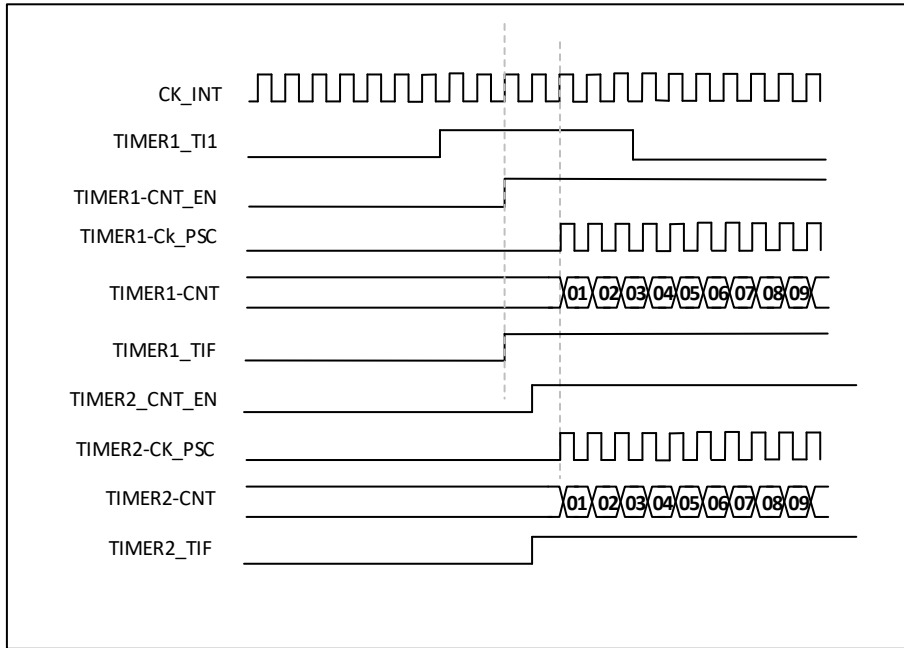 CK_INT
TIMER1_TI1
TIMER1-CNT_EN
TIMER1-Ck_PSC
TIMER1-CNT
01 02 03 04 05 06 07 08 09
TIMER1_TIF
TIMER2_CNT_EN
TIMER2-CK_PSC
TIMER2-CNT
01 02 03 04 05 06 07 08 09
TIMER2_TIF